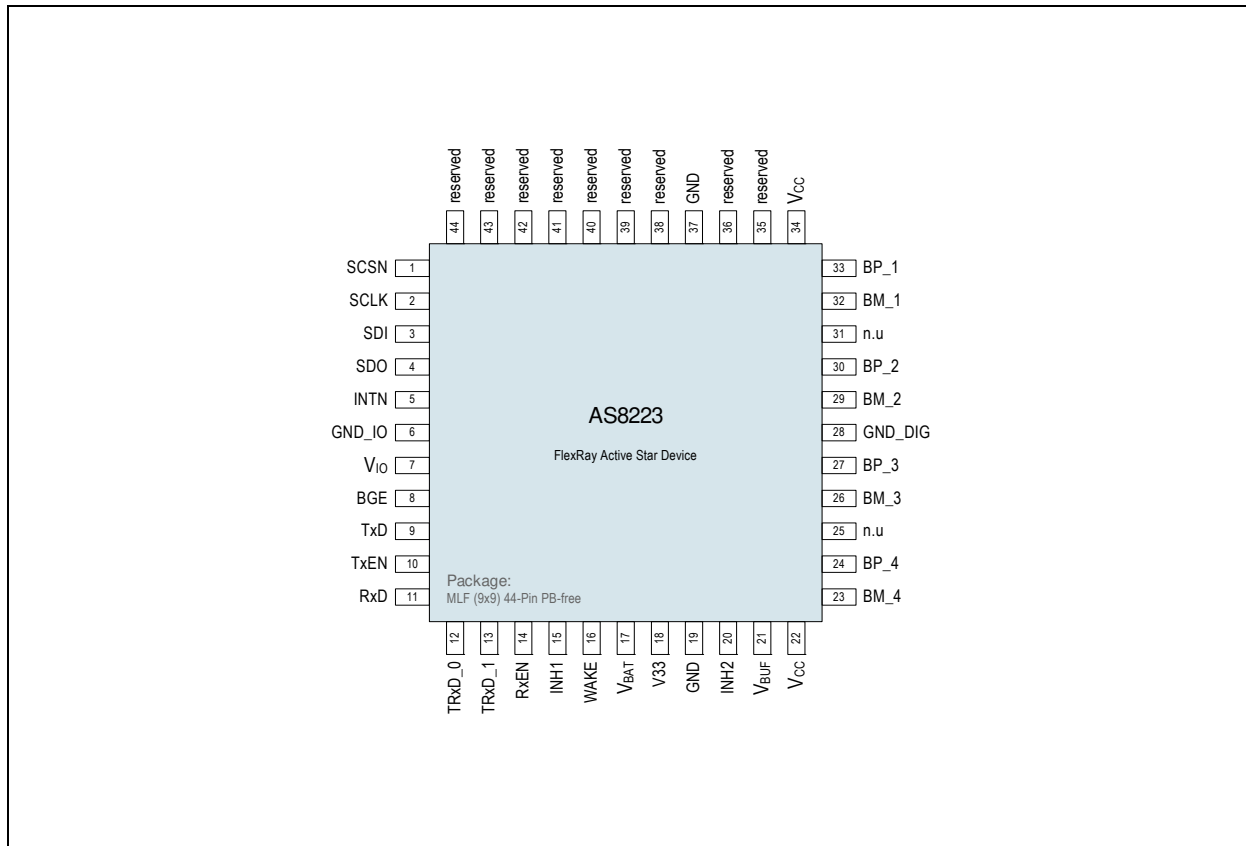 reserved
reserved
reserved
reserved
reserved
reserved
reserved
GND
reserved
reserved
VCC
44
43
42
41
40
39
38
37
36
35
34
SCSN 1
SCLK 2
SDI 3
SDO 4
INTN 5
GND_IO 6
VIO 7
BGE 8
TxD 9
TxEN 10
RxD 11
AS8223
FlexRay Active Star Device
Package:
MLF (9x9) 44-Pin PB-free
33 BP_1
32 BM_1
31 n.u
30 BP_2
29 BM_2
28 GND_DIG
27 BP_3
26 BM_3
25 n.u
24 BP_4
23 BM_4
12
13
14
15
16
17
18
19
20
21
22
TRxD_0
TRxD_1
RxEN
INH1
WAKE
VBAT
V33
GND
INH2
VBUF
VCC